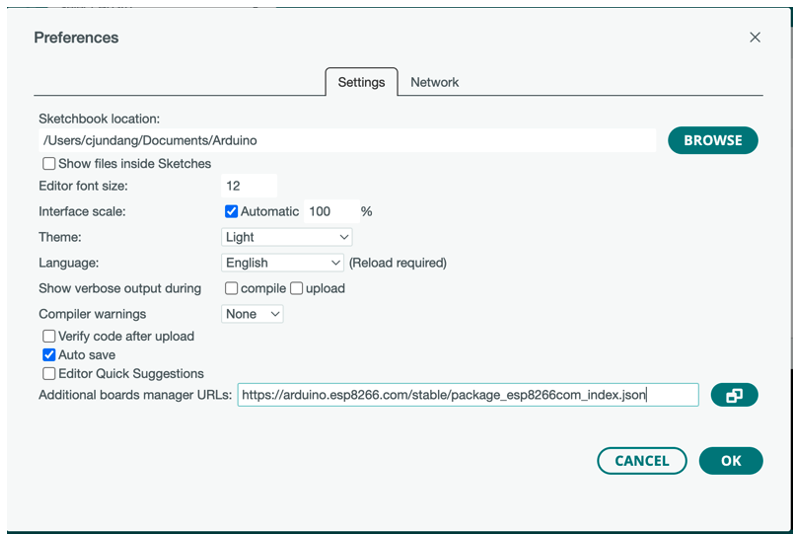 Preferences
Settings Network
Sketchbook location:
/Users/cjundang/Documents/Arduino BROWSE
Show files inside Sketches
Editor font size: 12
Interface scale: Automatic 100 %
Theme: Light
Language: English (Reload required)
Show verbose output during compile upload
Compiler warnings None
Verify code after upload
Auto save
Editor Quick Suggestions
Additional boards manager URLs: https://arduino.esp8266.com/stable/package_esp8266com_index.json
CANCEL OK